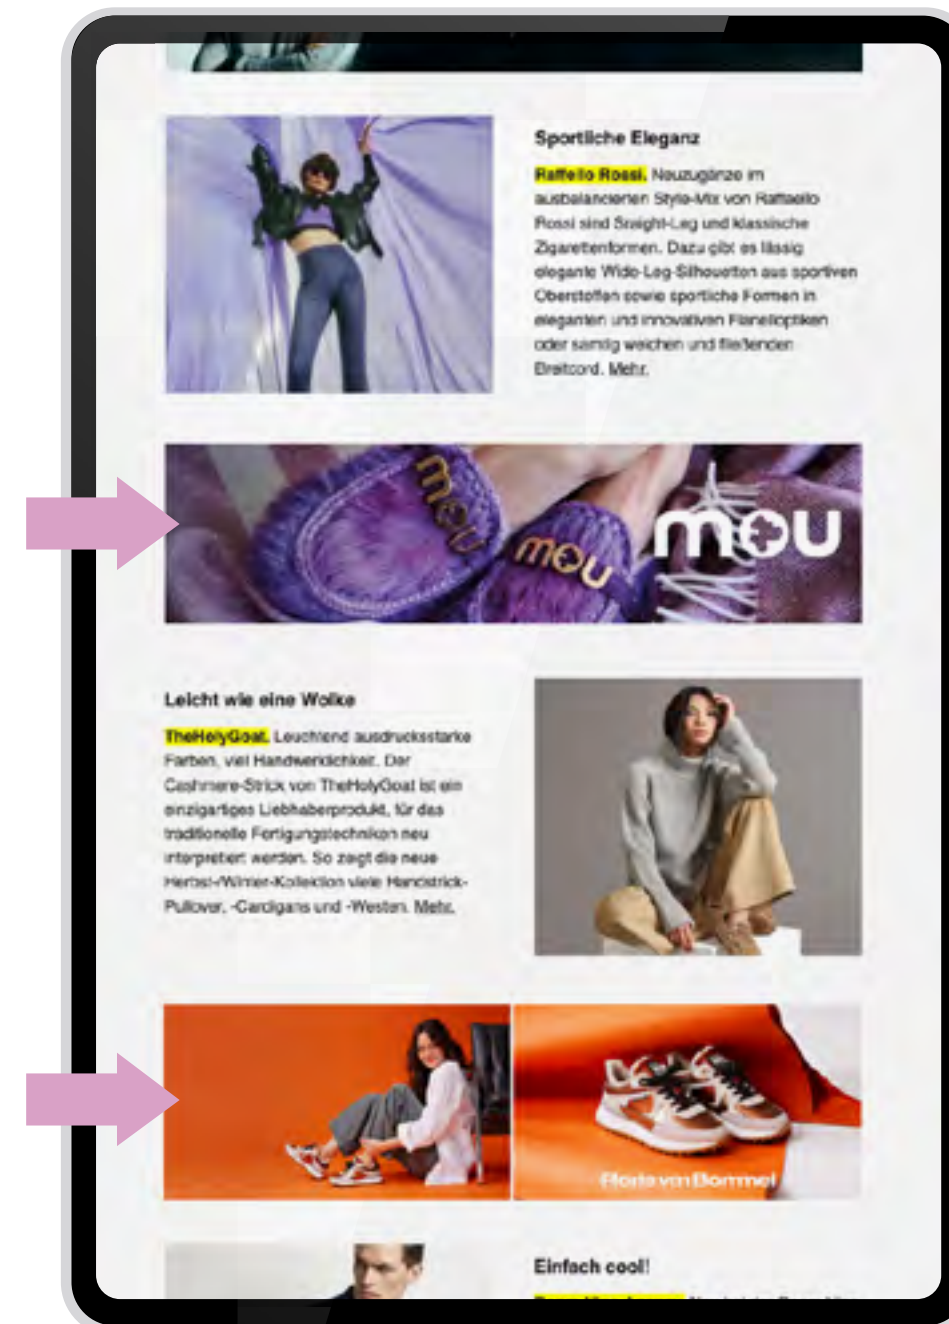 Sportliche Eleganz
Raffello Rossi. Neuzugänze im
ausbalancierten Style-Mix von Raffaello
Rossi sind Sraight-Leg und klassische
Zigarettenformen. Dazu gibt es lässig
elegante Wide-Leg-Silhouetten aus sportiven
Oberstoffen sowie sportliche Formen in
eleganten und innovativen Flanelloptiken
oder samtig weichen und fließenden
Breitcord. Mehr.
mou
mou
mou
Leicht wie eine Wolke
TheHolyGoat. Leuchtend ausdrucksstarke
Farben, viel Handwerklichkeit. Der
Cashmere-Strick von TheHolyGoat ist ein
einzigartiges Liebhaberprodukt, für das
traditionelle Fertigungstechniken neu
interpretiert werden. So zeigt die neue
Herbst-/Winter-Kollektion viele Handstrick-
Pullover, -Cardigans und -Westen. Mehr.
Floris van Bommel
Einfach cool!